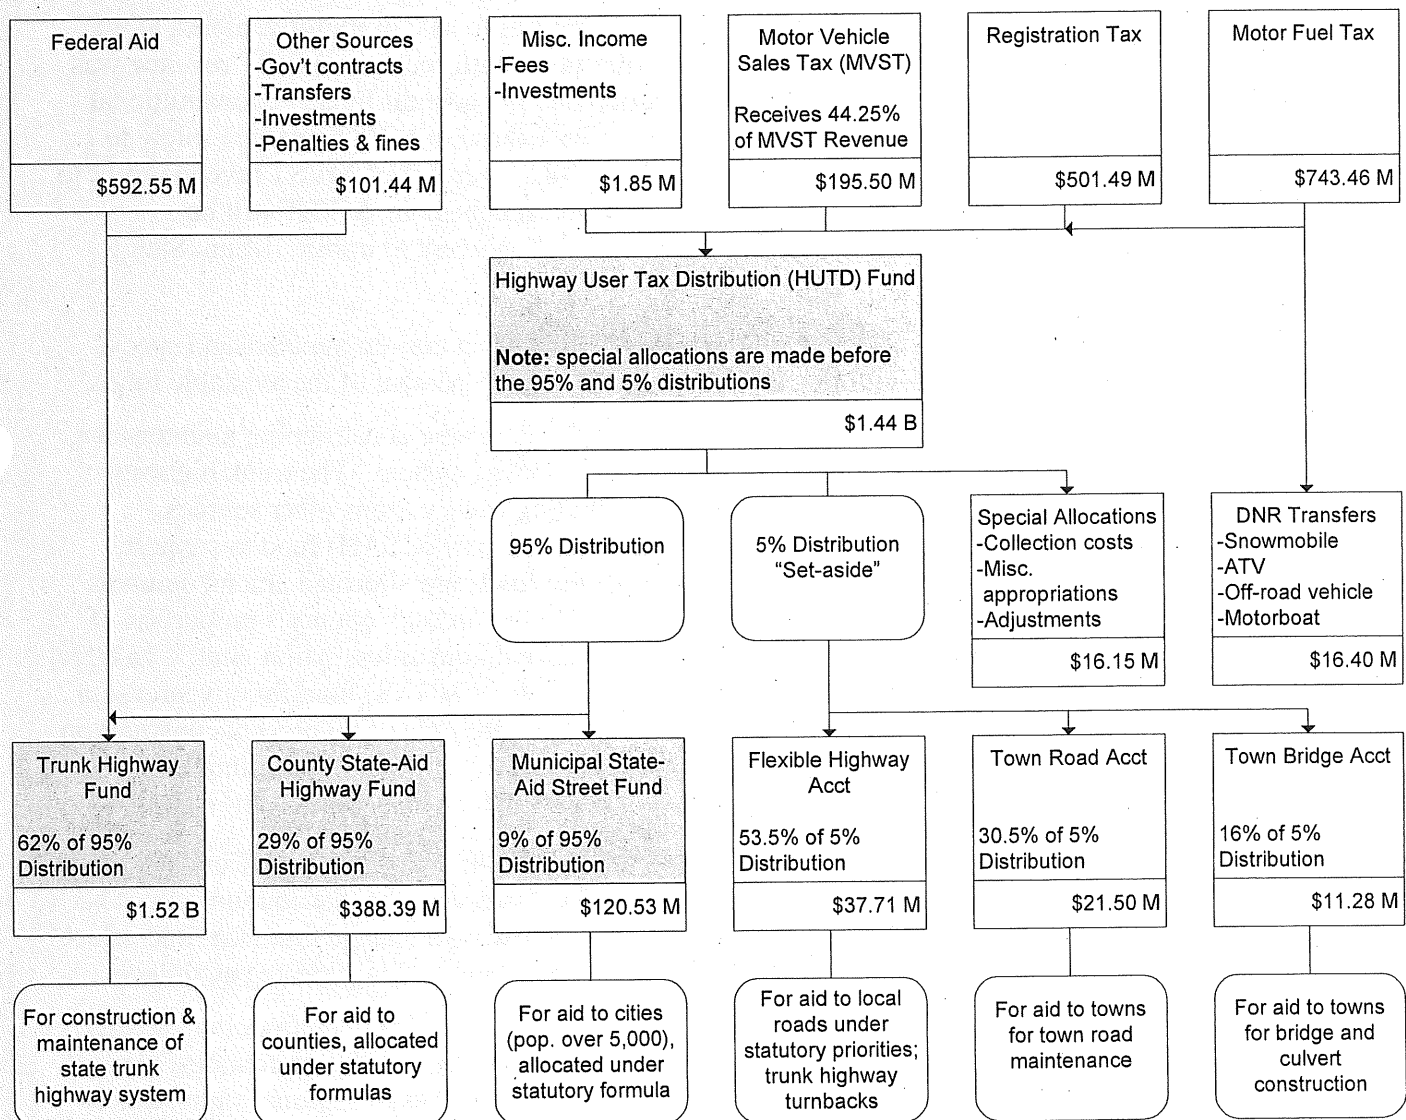 Federal Aid
$592.55 M
Other Sources
-Gov't contracts
-Transfers
-Investments
-Penalties & fines
$101.44 M
Misc. Income
-Fees
-Investments
$1.85 M
Motor Vehicle
Sales Tax (MVST)
Receives 44.25%
of MVST Revenue
$195.50 M
Registration Tax
$501.49 M
Motor Fuel Tax
$743.46 M
Highway User Tax Distribution (HUTD) Fund
Note: special allocations are made before
the 95% and 5% distributions
$1.44 B
95% Distribution
5% Distribution
“Set-aside”
Special Allocations
-Collection costs
-Misc.
appropriations
-Adjustments
$16.15 M
DNR Transfers
-Snowmobile
-ATV
-Off-road vehicle
-Motorboat
$16.40 M
Trunk Highway
Fund
62% of 95%
Distribution
$1.52 B
County State-Aid
Highway Fund
29% of 95%
Distribution
$388.39 M
Municipal State-
Aid Street Fund
9% of 95%
Distribution
$120.53 M
Flexible Highway
Acct
53.5% of 5%
Distribution
$37.71 M
Town Road Acct
30.5% of 5%
Distribution
$21.50 M
Town Bridge Acct
16% of 5%
Distribution
$11.28 M
For construction &
maintenance of
state trunk
highway system
For aid to
counties, allocated
under statutory
formulas
For aid to cities
(pop. over 5,000),
allocated under
statutory formula
For aid to local
roads under
statutory priorities;
trunk highway
turnbacks
For aid to towns
for town road
maintenance
For aid to towns
for bridge and
culvert
construction